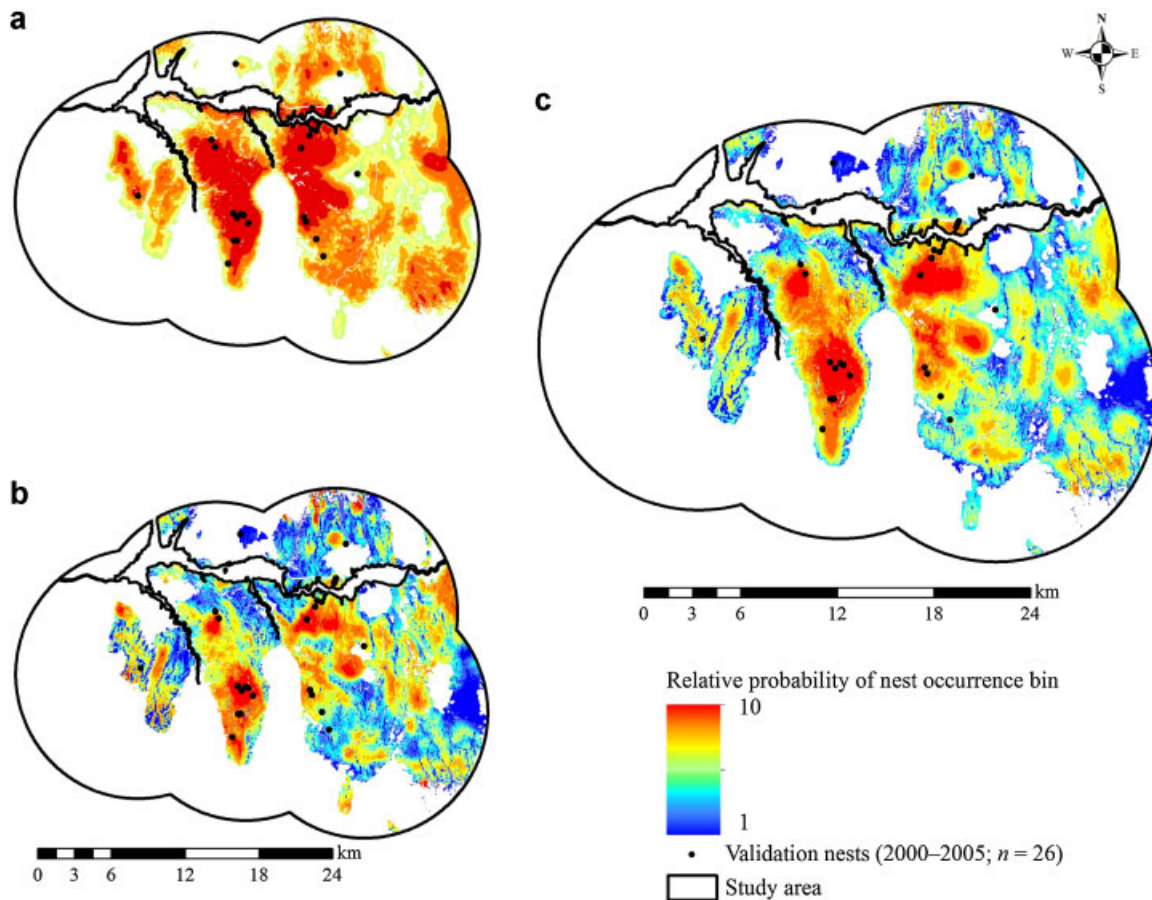 a
N
W E
S
c
b
km
0 3 6 12 18 24
km
0 3 6 12 18 24
Relative probability of nest occurrence bin
10
1
Validation nests (2000–2005; n = 26)
Study area